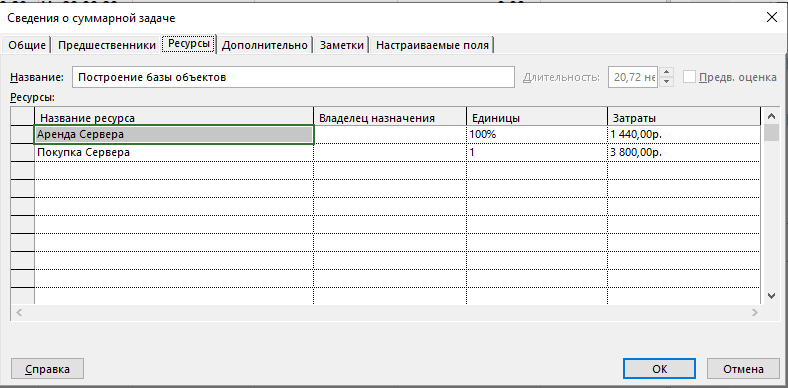 Сведения о суммарной задаче
Общие Предшественники Ресурсы Дополнительно Заметки Настраиваемые поля
Название: Построение базы объектов Длительность: 20,72 не Предв. оценка
Ресурсы:
Название ресурса Владелец назначения Единицы Затраты
Аренда Сервера 100% 1 440,00р.
Покупка Сервера 1 3 800,00р.
Справка ОК Отмена